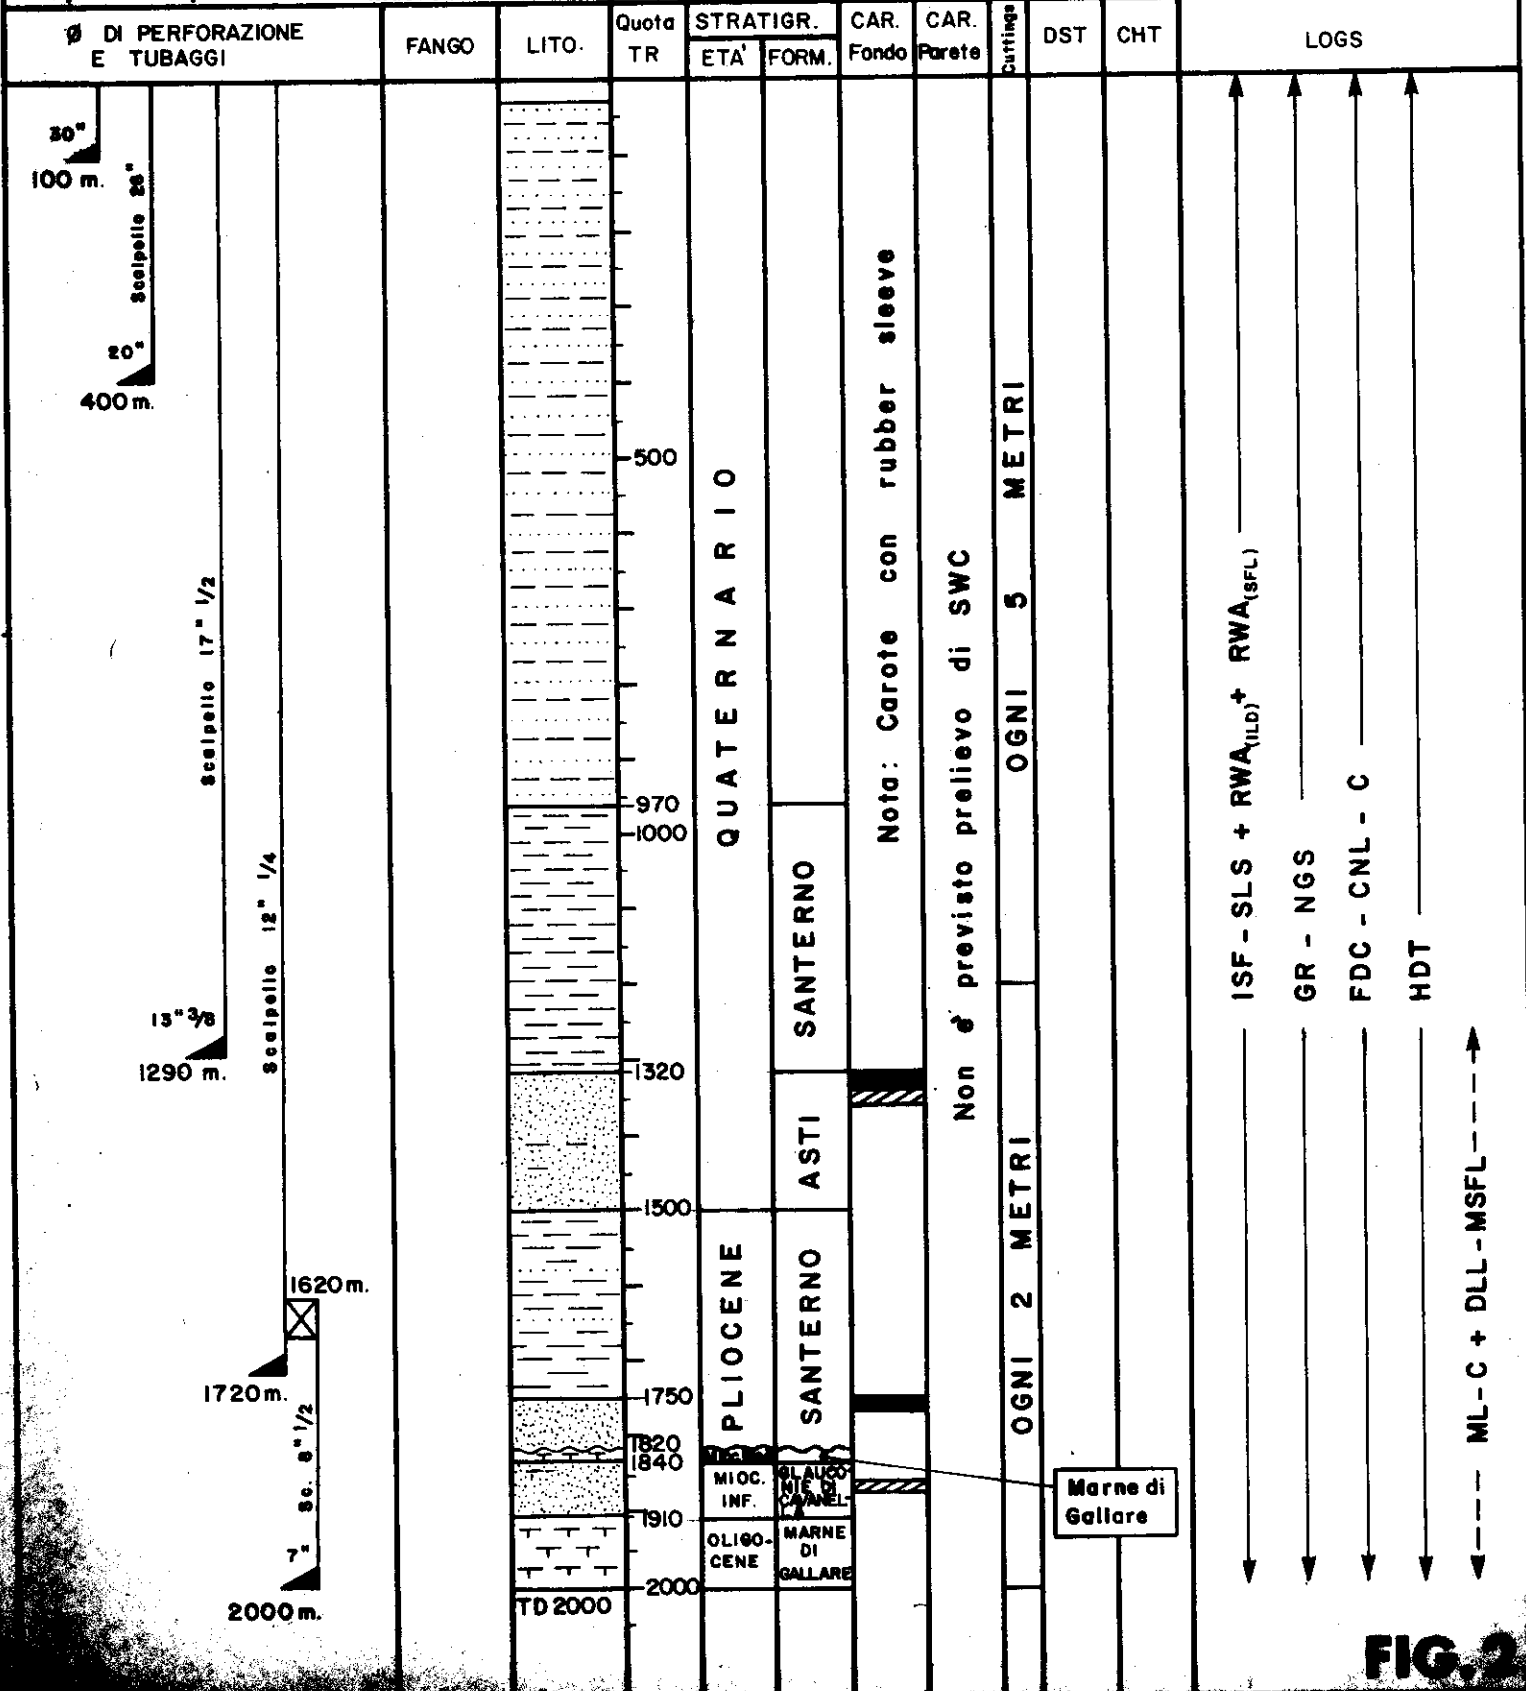 Ø DI PERFORAZIONE
E TUBAGGI
FANGO
LITO.
Quota
TR
STRATIGR.
ETA'
FORM.
CAR.
Fondo
CAR.
Parete
Cuttings
DST
CHT
LOGS
30"
100 m.
Scalpello 26"
20"
400 m.
Scalpello 17" 1/2
13" 3/8
1290 m.
Scalpello 12" 1/4
1620 m.
1720 m.
Sc. 8" 1/2
7"
2000 m.
500
970
1000
1320
1500
1750
1820
1840
1910
2000
TD 2000
QUATERNARIO
PLIOCENE
MIOC.
INF.
OLIGO-
CENE
SANTERNO
ASTI
SANTERNO
GLAUCO-
NIE DI
CAVANEL-
LA
MARNE
DI
GALLARE
Nota: Carote con rubber sleeve
Non è previsto prelievo di SWC
OGNI 5 METRI
OGNI 2 METRI
Marne di
Gallare
ISF - SLS + RWA(ILD) + RWA(SFL)
GR - NGS
FDC - CNL - C
HDT
ML - C + DLL - MSFL
FIG. 2